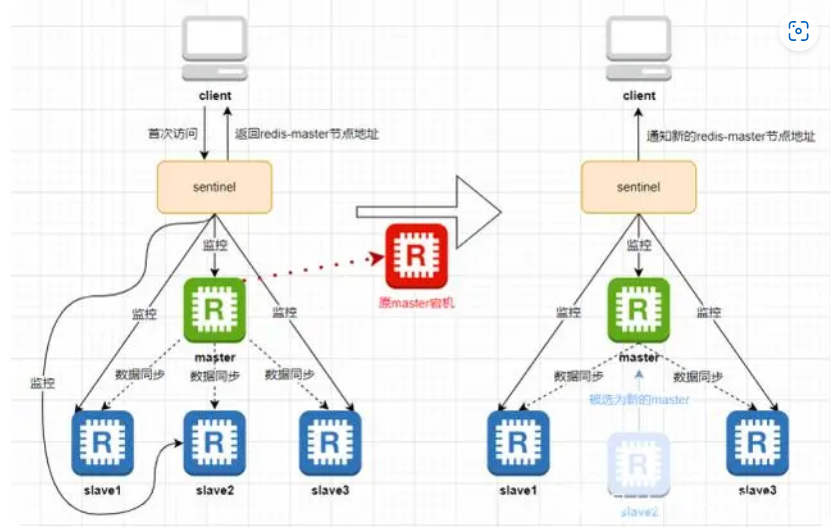 client
首次访问
返回redis-master节点地址
sentinel
监控
监控
监控
监控
R
master
数据同步
数据同步
数据同步
R
slave1
R
slave2
R
slave3
R
原master宕机
client
通知新的redis-master节点地址
sentinel
监控
监控
监控
R
master
数据同步
数据同步
被选为新的master
R
slave1
R
slave2
R
slave3